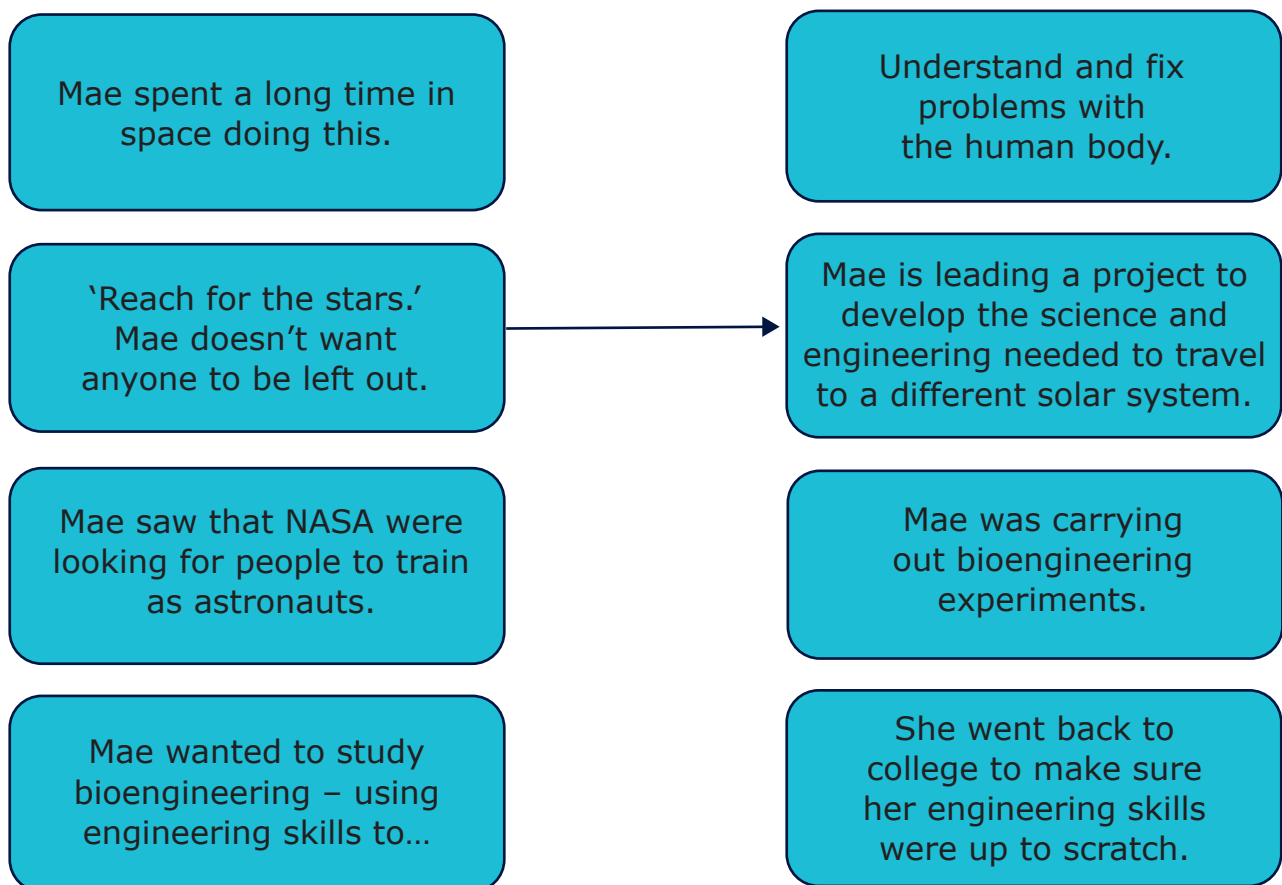 Mae spent a long time in
space doing this.
Understand and fix
problems with
the human body.
‘Reach for the stars.’
Mae doesn’t want
anyone to be left out.
Mae is leading a project to
develop the science and
engineering needed to travel
to a different solar system.
Mae saw that NASA were
looking for people to train
as astronauts.
Mae was carrying
out bioengineering
experiments.
Mae wanted to study
bioengineering – using
engineering skills to…
She went back to
college to make sure
her engineering skills
were up to scratch.